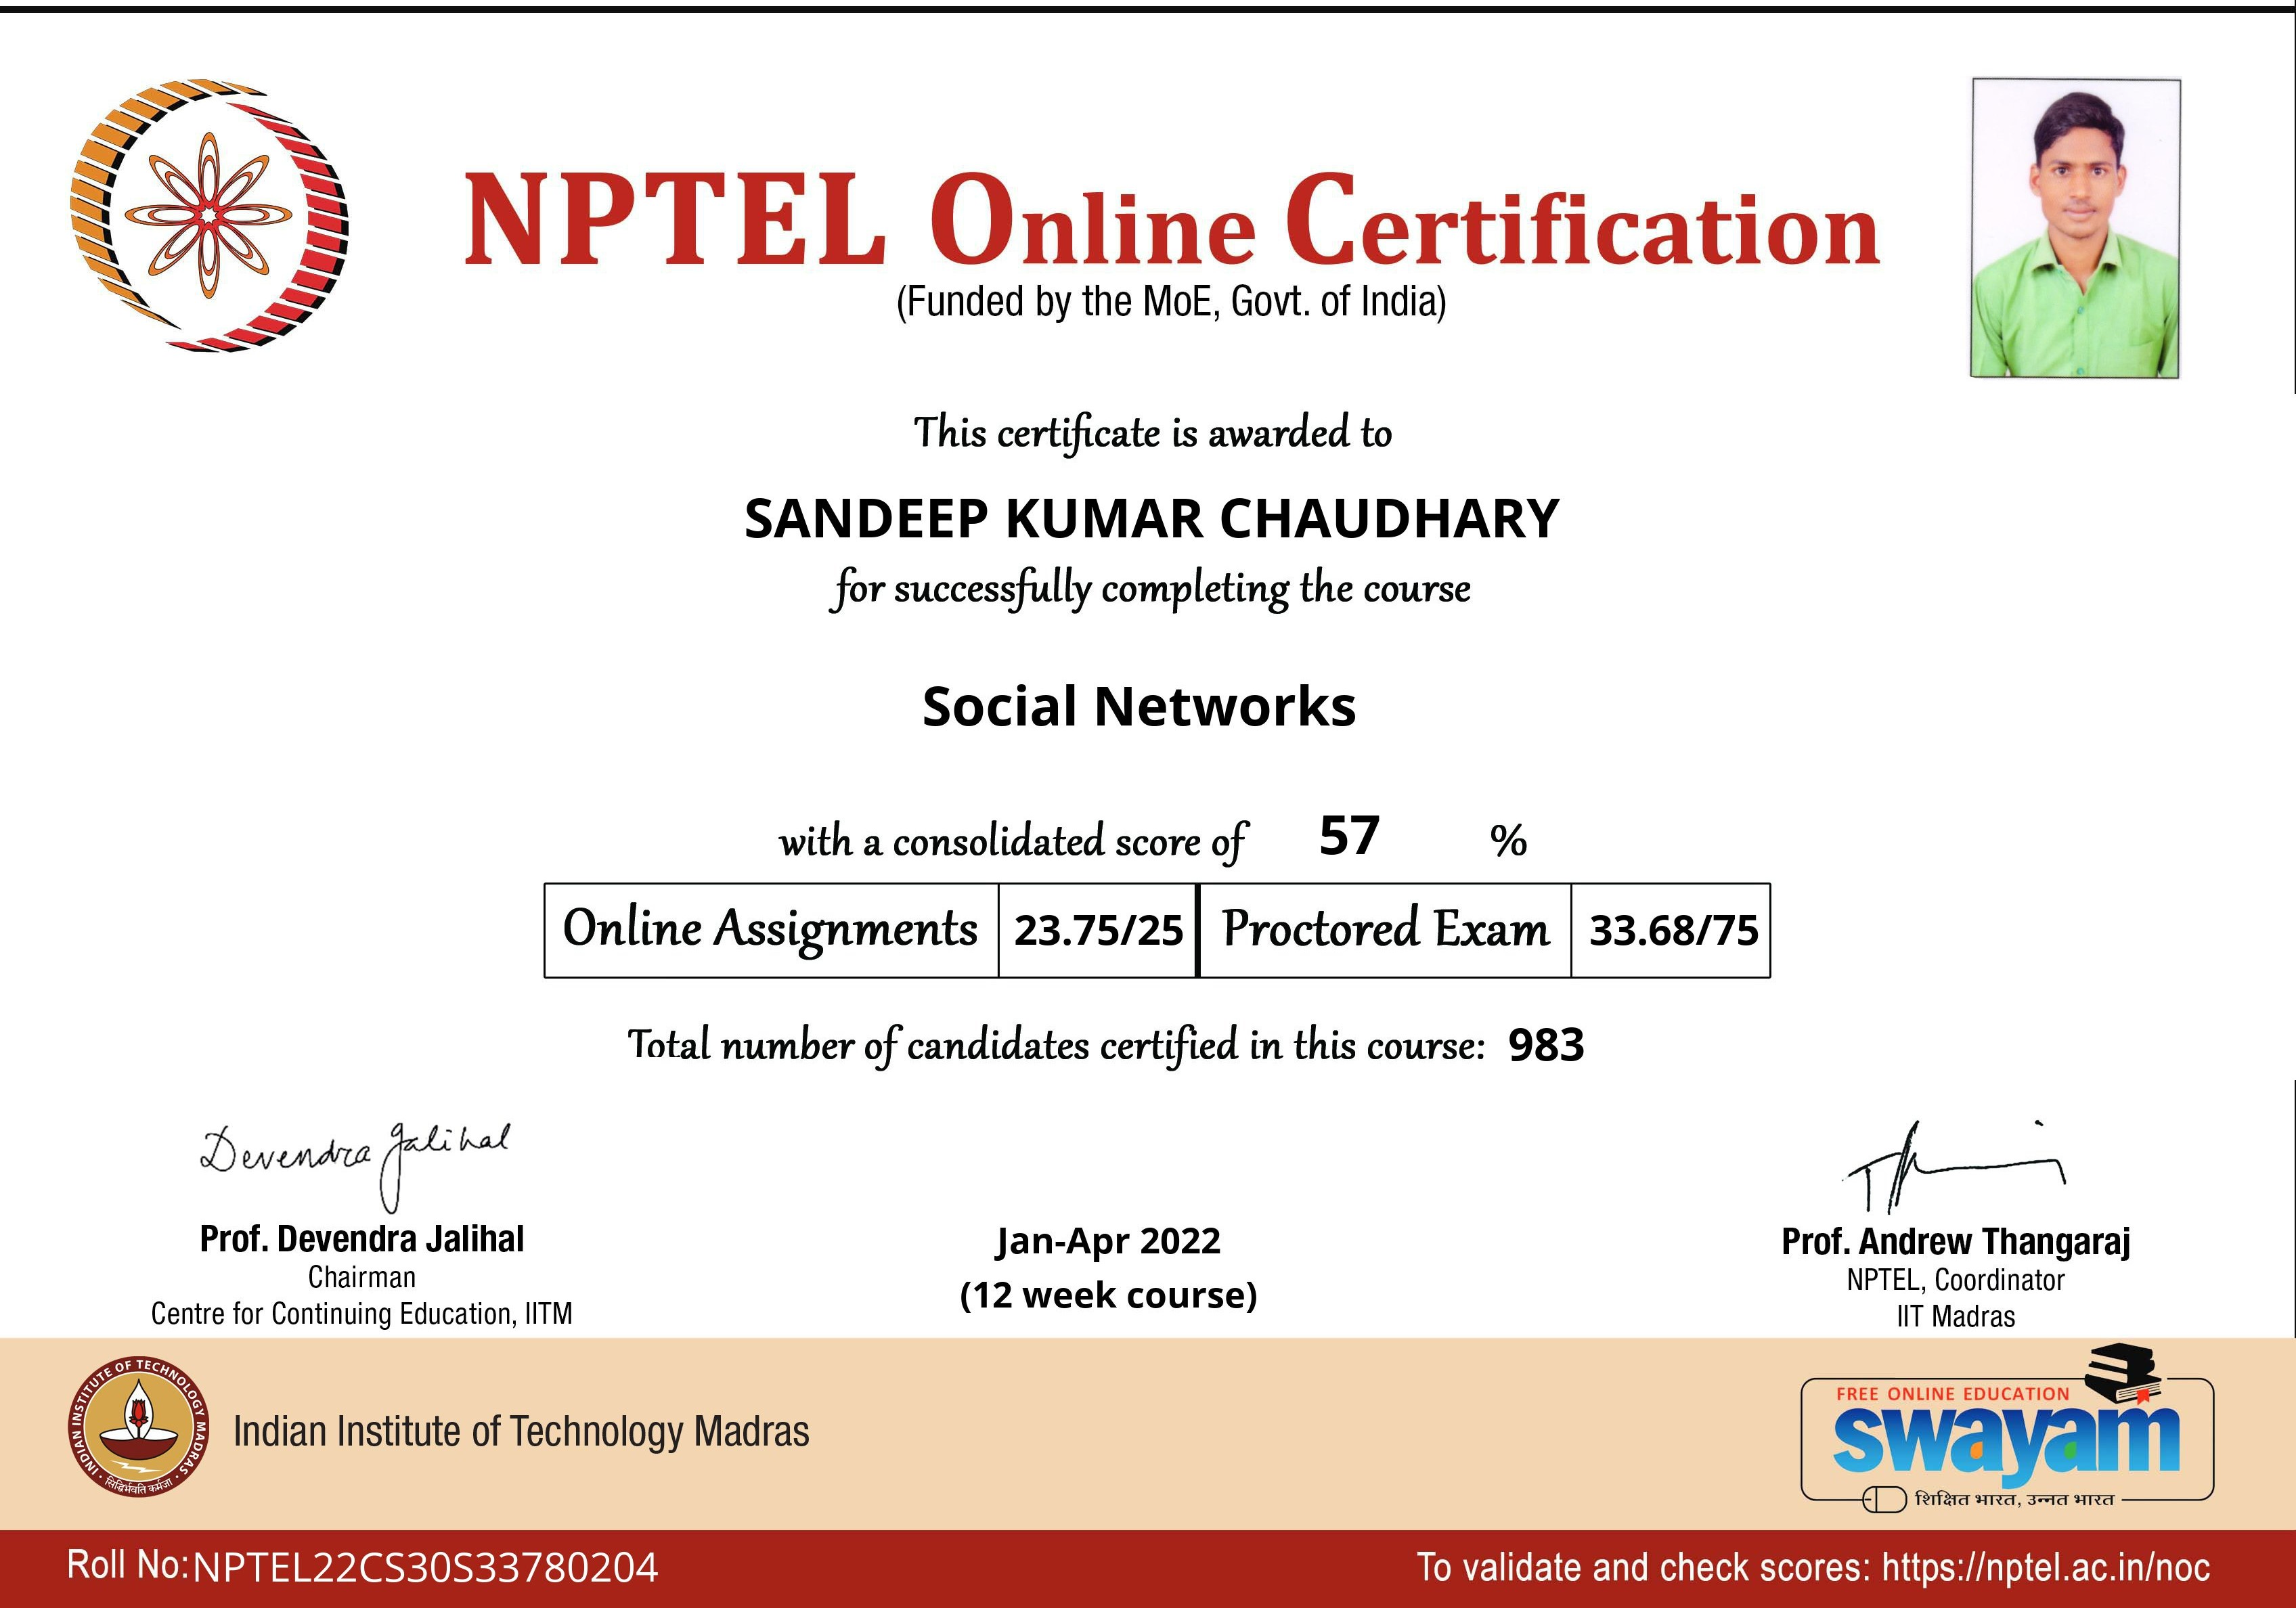 NPTEL Online Certification
(Funded by the MoE, Govt. of India)
This certificate is awarded to
SANDEEP KUMAR CHAUDHARY
for successfully completing the course
Social Networks
with a consolidated score of 57 %
Online Assignments 23.75/25 Proctored Exam 33.68/75
Total number of candidates certified in this course: 983
Devendra Jalihal
Prof. Devendra Jalihal
Chairman
Centre for Continuing Education, IITM
Jan-Apr 2022
(12 week course)
Prof. Andrew Thangaraj
NPTEL, Coordinator
IIT Madras
INDIAN INSTITUTE OF TECHNOLOGY MADRAS
सिद्धिर्भवति कर्मजा
Indian Institute of Technology Madras
FREE ONLINE EDUCATION
swayam
शिक्षित भारत, उन्नत भारत
Roll No: NPTEL22CS30S33780204
To validate and check scores: https://nptel.ac.in/noc